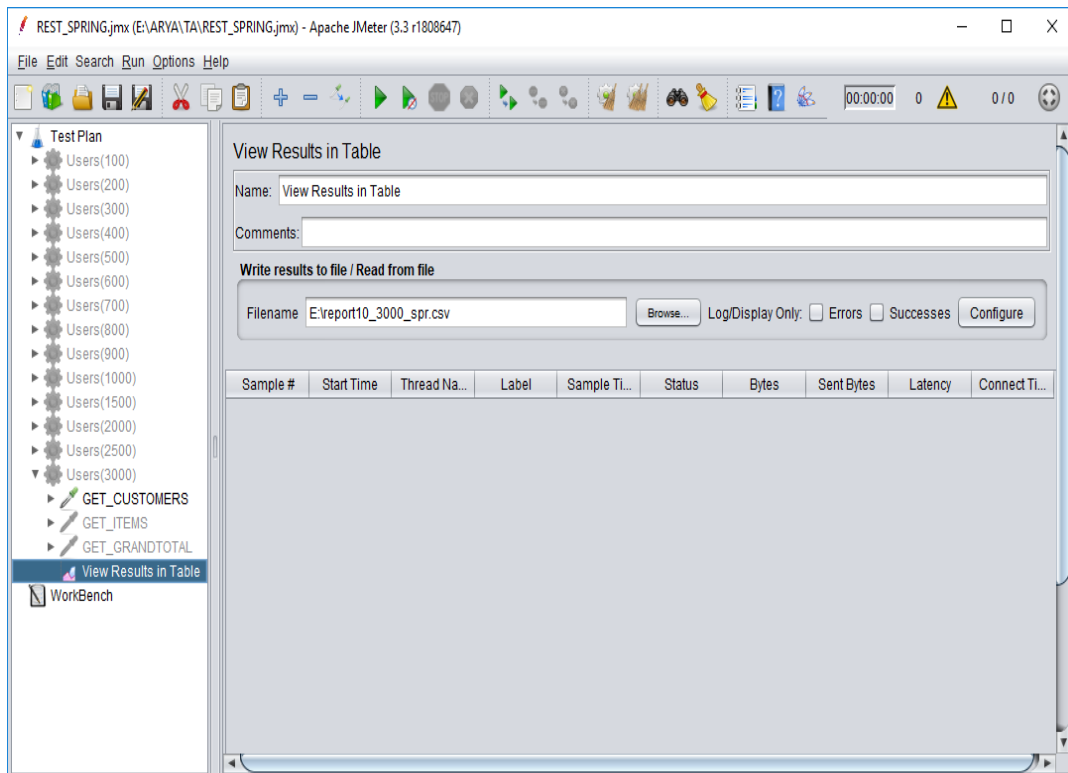 REST_SPRING.jmx (E:\ARYA\TA\REST_SPRING.jmx) - Apache JMeter (3.3 r1808647)
File Edit Search Run Options Help
00:00:00 0 0 / 0
Test Plan
Users(100)
Users(200)
Users(300)
Users(400)
Users(500)
Users(600)
Users(700)
Users(800)
Users(900)
Users(1000)
Users(1500)
Users(2000)
Users(2500)
Users(3000)
GET_CUSTOMERS
GET_ITEMS
GET_GRANDTOTAL
View Results in Table
WorkBench
View Results in Table
Name: View Results in Table
Comments:
Write results to file / Read from file
Filename E:\report10_3000_spr.csv Browse... Log/Display Only: Errors Successes Configure
Sample # Start Time Thread Na... Label Sample Ti... Status Bytes Sent Bytes Latency Connect Ti...